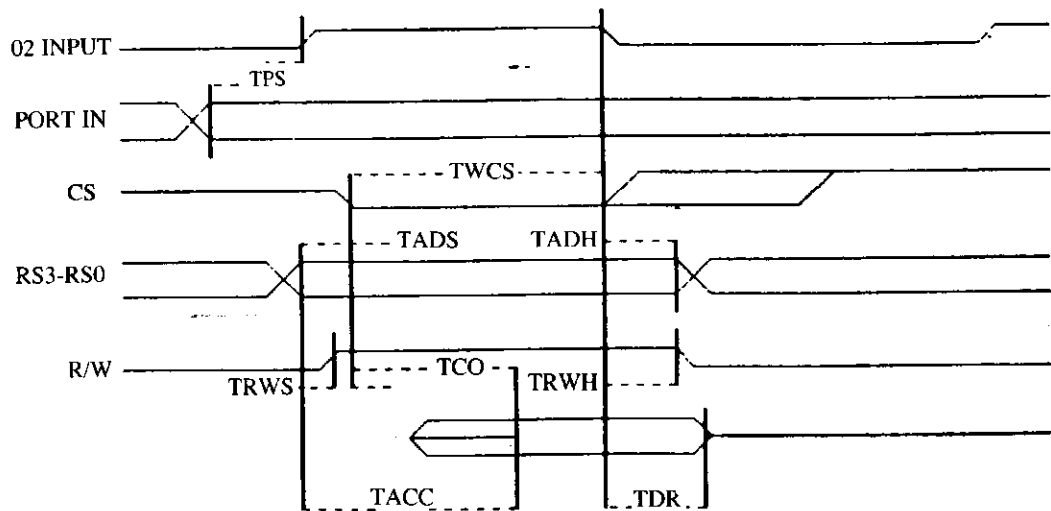 02 INPUT
TPS
PORT IN
TWCS
CS
TADS
TADH
RS3-RS0
R/W
TCO
TRWS
TRWH
TACC
TDR